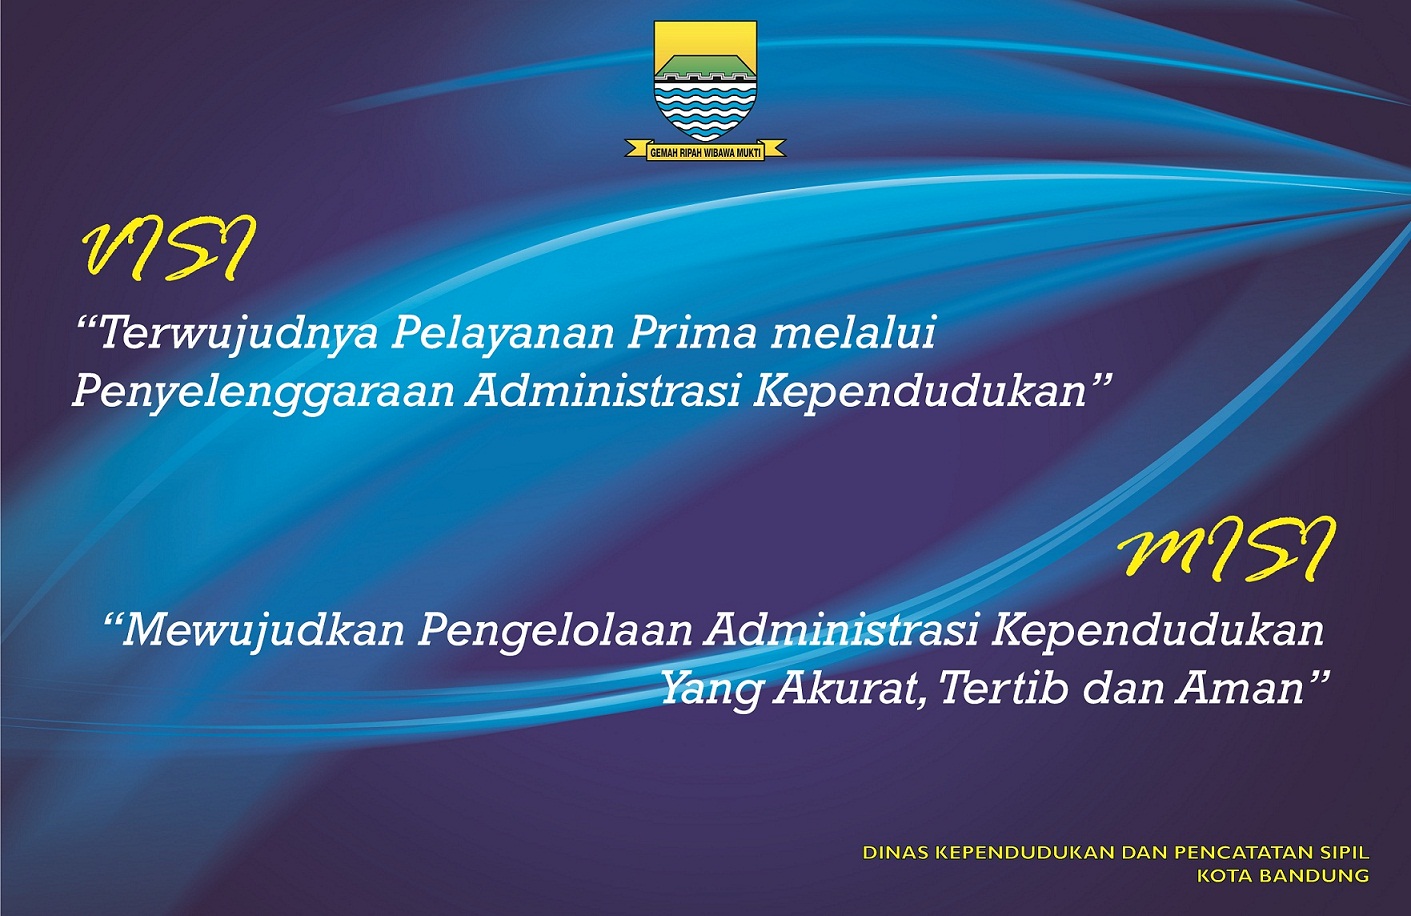 GEMAH RIPAH WIBAWA MUKTI
VISI
“Terwujudnya Pelayanan Prima melalui
Penyelenggaraan Administrasi Kependudukan”
MISI
“Mewujudkan Pengelolaan Administrasi Kependudukan
Yang Akurat, Tertib dan Aman”
DINAS KEPENDUDUKAN DAN PENCATATAN SIPIL
KOTA BANDUNG